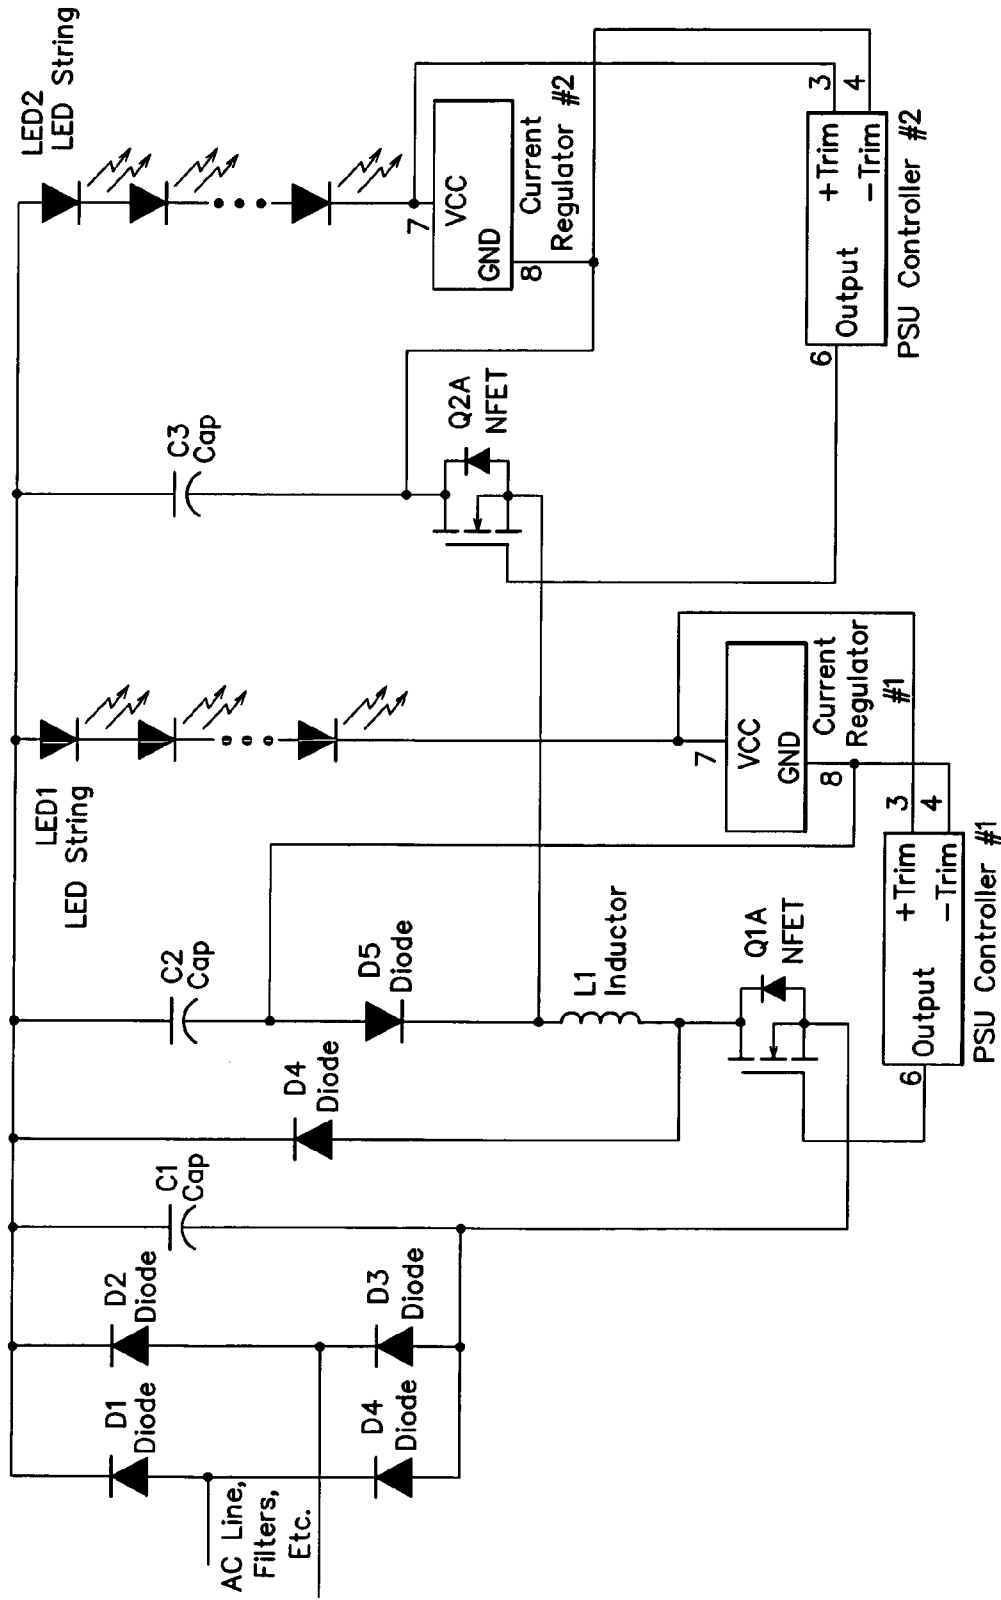 AC Line,
Filters,
Etc.
D1
Diode
D2
Diode
D4
Diode
D3
Diode
C1
Cap
D4
Diode
C2
Cap
D5
Diode
L1
Inductor
Q1A
NFET
6
Output
+Trim
-Trim
3
4
PSU Controller #1
LED1
LED String
7
VCC
GND
8
Current
Regulator
#1
C3
Cap
Q2A
NFET
LED2
LED String
7
VCC
GND
8
Current
Regulator #2
6
Output
+Trim
-Trim
3
4
PSU Controller #2